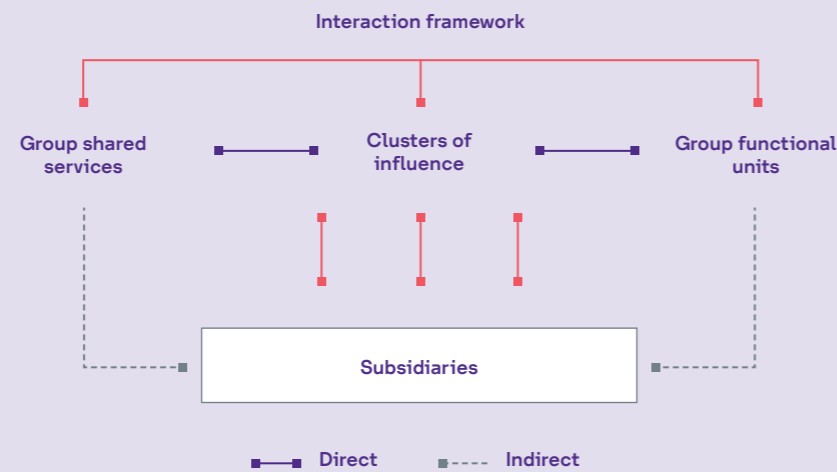 Interaction framework
Group shared
services
Clusters of
influence
Group functional
units
Subsidiaries
Direct
Indirect